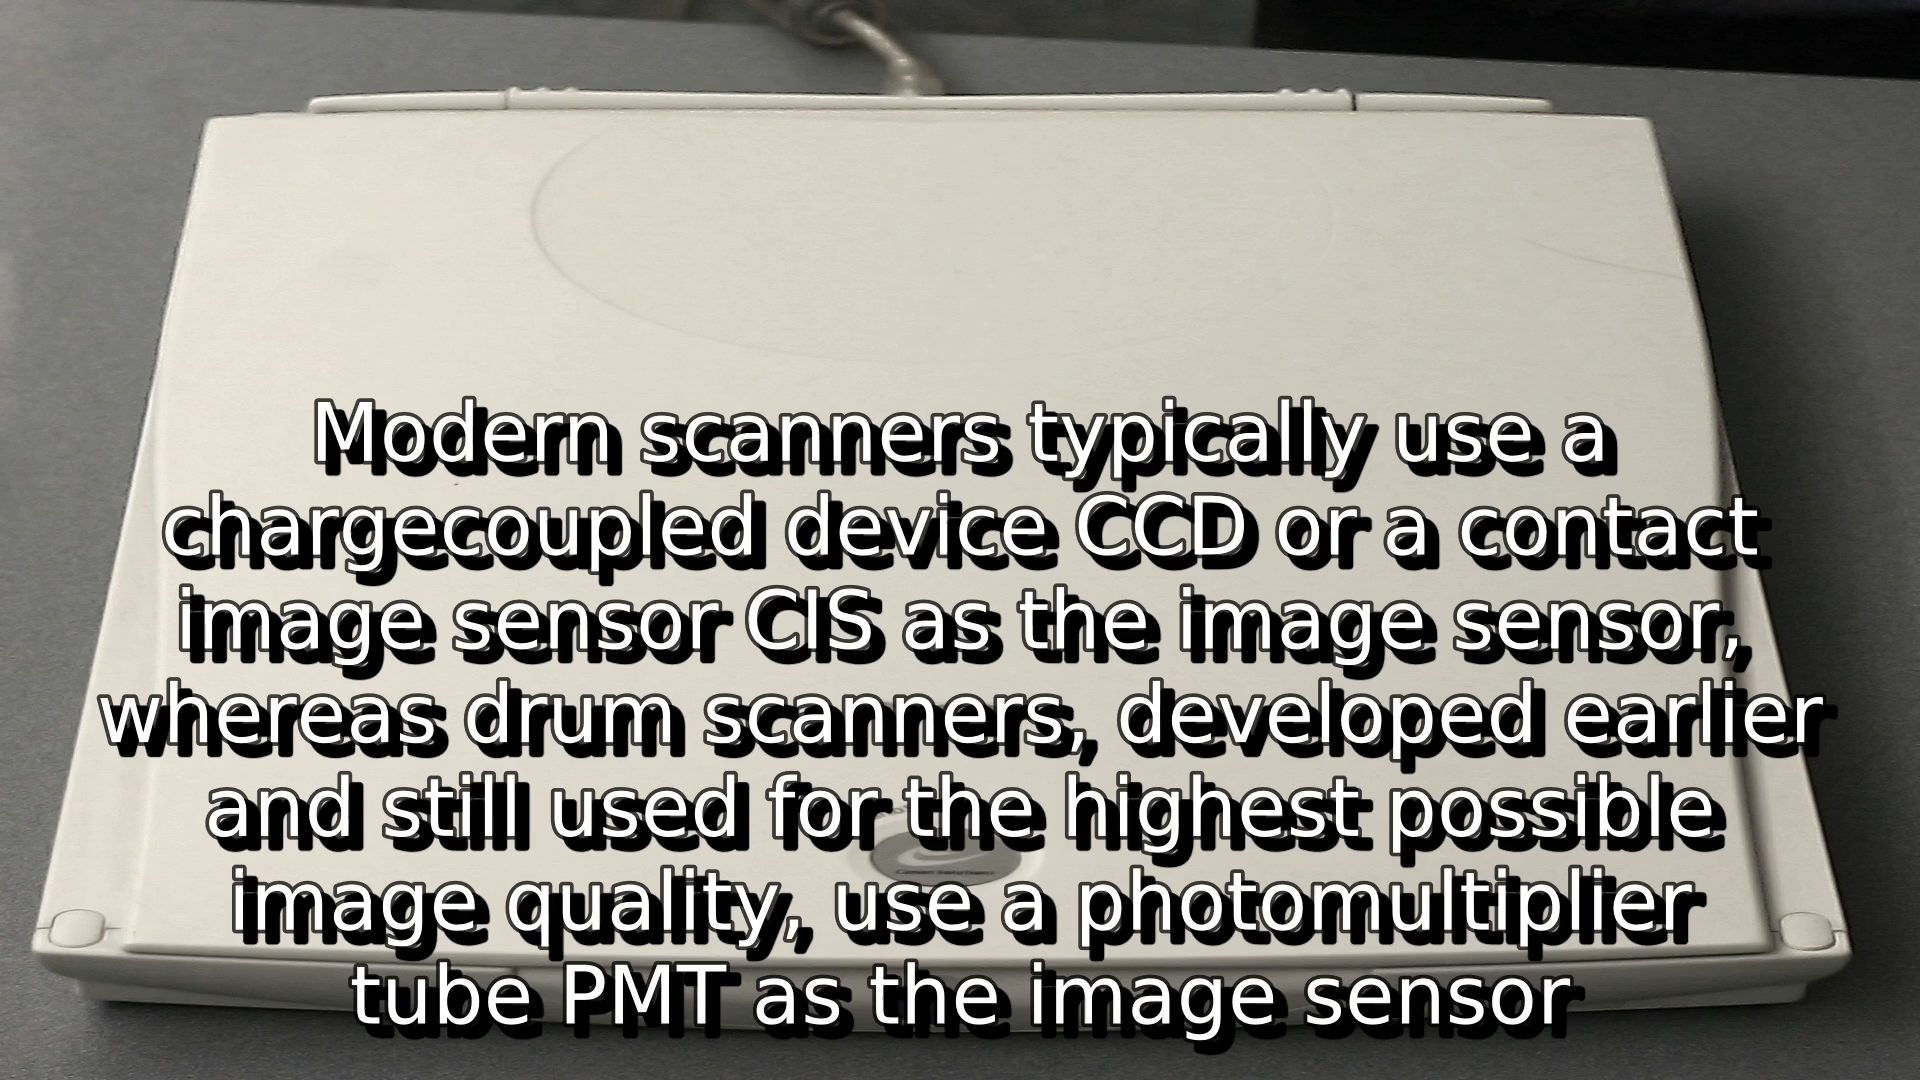 Modern scanners typically use a
chargecoupled device CCD or a contact
image sensor CIS as the image sensor,
whereas drum scanners, developed earlier
and still used for the highest possible
image quality, use a photomultiplier
tube PMT as the image sensor